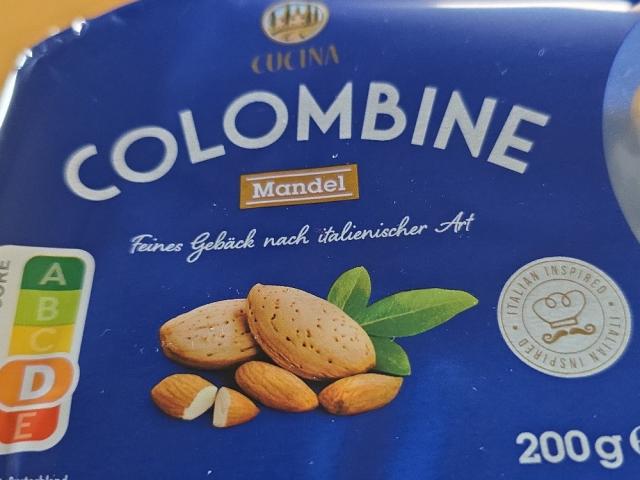 CUCINA
COLOMBINE
Mandel
Feines Gebäck nach italienischer Art
A
B
C
D
E
ITALIAN INSPIRED • ITALIAN INSPIRED •
200g